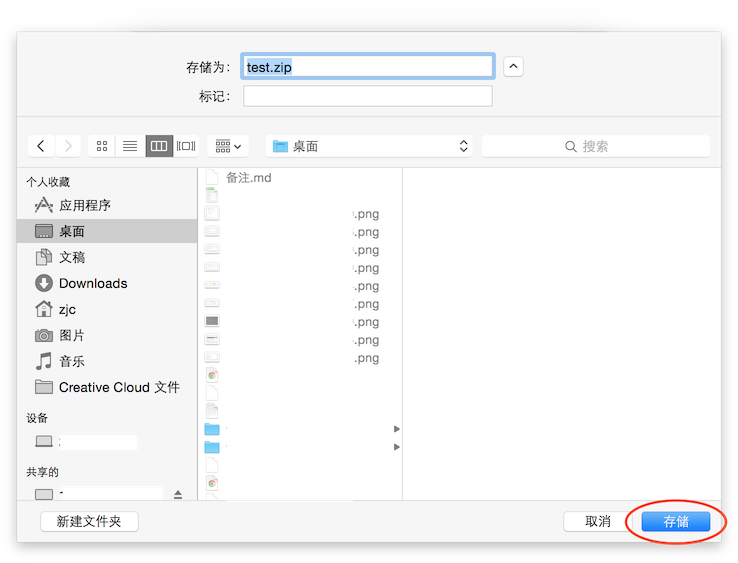 存储为:
test.zip
标记:
桌面
搜索
个人收藏
应用程序
桌面
文稿
Downloads
zjc
图片
音乐
Creative Cloud 文件
设备
共享的
备注.md
.png
.png
.png
.png
.png
.png
.png
.png
.png
新建文件夹
取消
存储